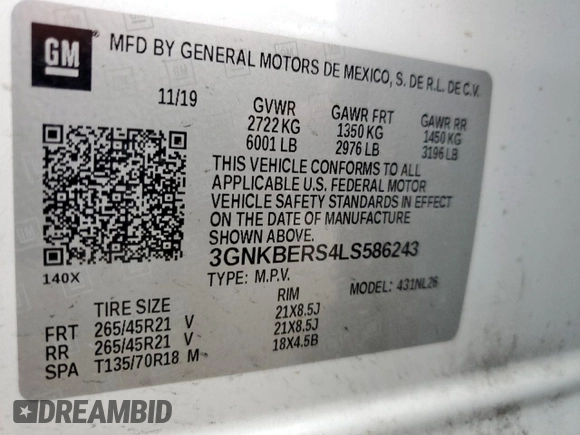 GM
MFD BY GENERAL MOTORS DE MEXICO, S. DE R.L. DE C.V.
11/19 GVWR GAWR FRT GAWR RR
2722 KG 1350 KG 1450 KG
6001 LB 2976 LB 3196 LB
THIS VEHICLE CONFORMS TO ALL
APPLICABLE U.S. FEDERAL MOTOR
VEHICLE SAFETY STANDARDS IN EFFECT
ON THE DATE OF MANUFACTURE
SHOWN ABOVE.
3GNKBERS4LS586243
140X TYPE: M.P.V. MODEL: 431NL26
TIRE SIZE RIM
FRT 265/45R21 V 21X8.5J
RR 265/45R21 V 21X8.5J
SPA T135/70R18 M 18X4.5B
DREAMBID